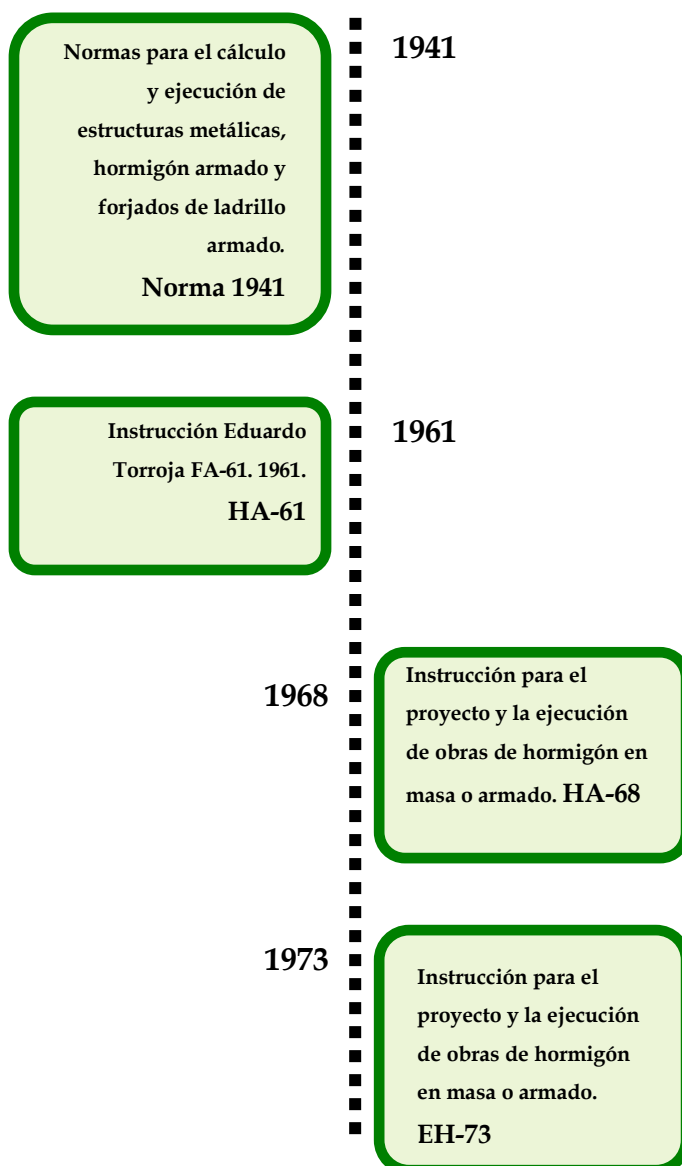 1941
Normas para el cálculo
y ejecución de
estructuras metálicas,
hormigón armado y
forjados de ladrillo
armado.
Norma 1941
1961
Instrucción Eduardo
Torroja FA-61. 1961.
HA-61
1968
Instrucción para el
proyecto y la ejecución
de obras de hormigón en
masa o armado. HA-68
1973
Instrucción para el
proyecto y la ejecución
de obras de hormigón
en masa o armado.
EH-73